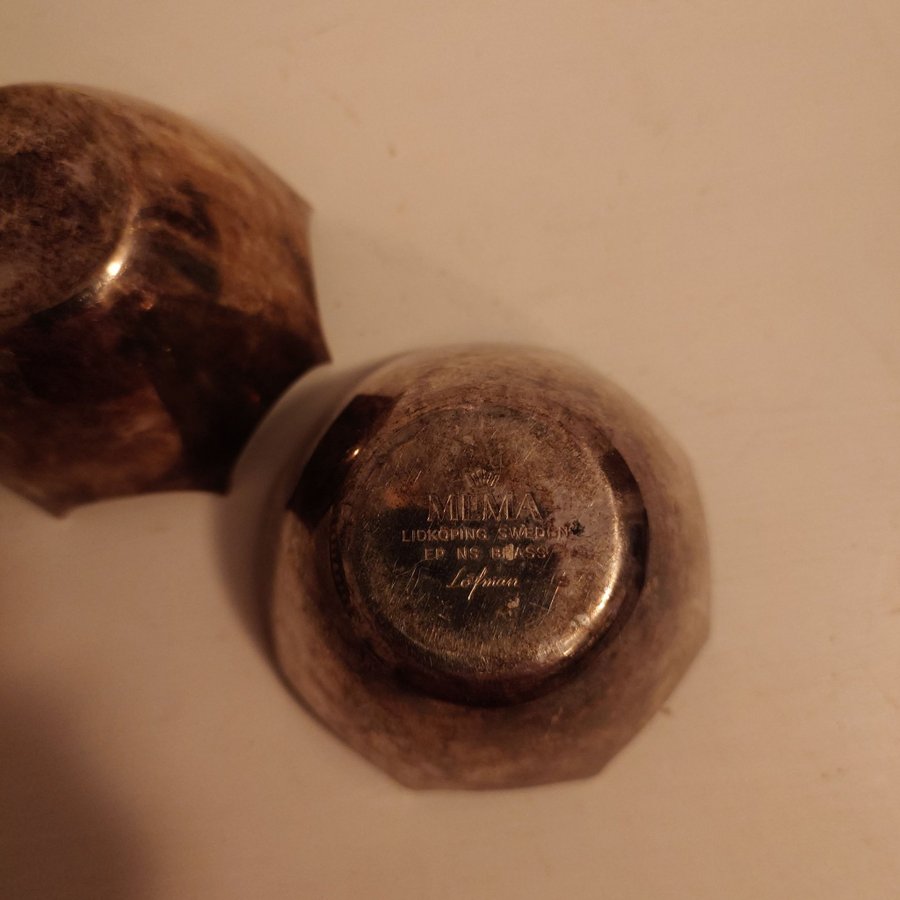 MEMA
LIDKÖPING SWEDEN
EP NS BRASS
Löfman